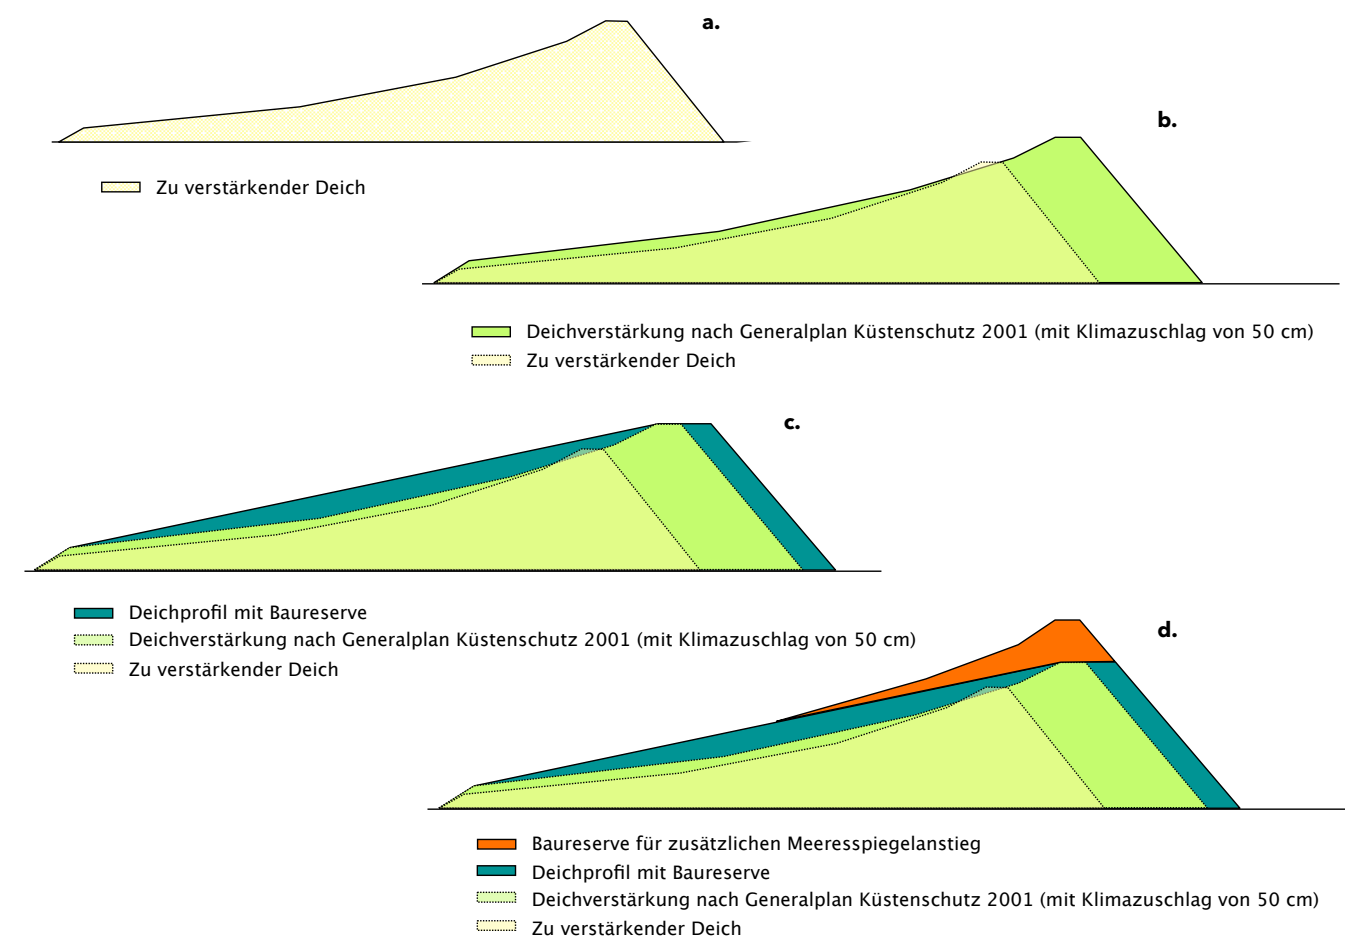 a.
Zu verstärkender Deich
b.
Deichverstärkung nach Generalplan Küstenschutz 2001 (mit Klimazuschlag von 50 cm)
Zu verstärkender Deich
c.
Deichprofil mit Baureserve
Deichverstärkung nach Generalplan Küstenschutz 2001 (mit Klimazuschlag von 50 cm)
Zu verstärkender Deich
d.
Baureserve für zusätzlichen Meeresspiegelanstieg
Deichprofil mit Baureserve
Deichverstärkung nach Generalplan Küstenschutz 2001 (mit Klimazuschlag von 50 cm)
Zu verstärkender Deich